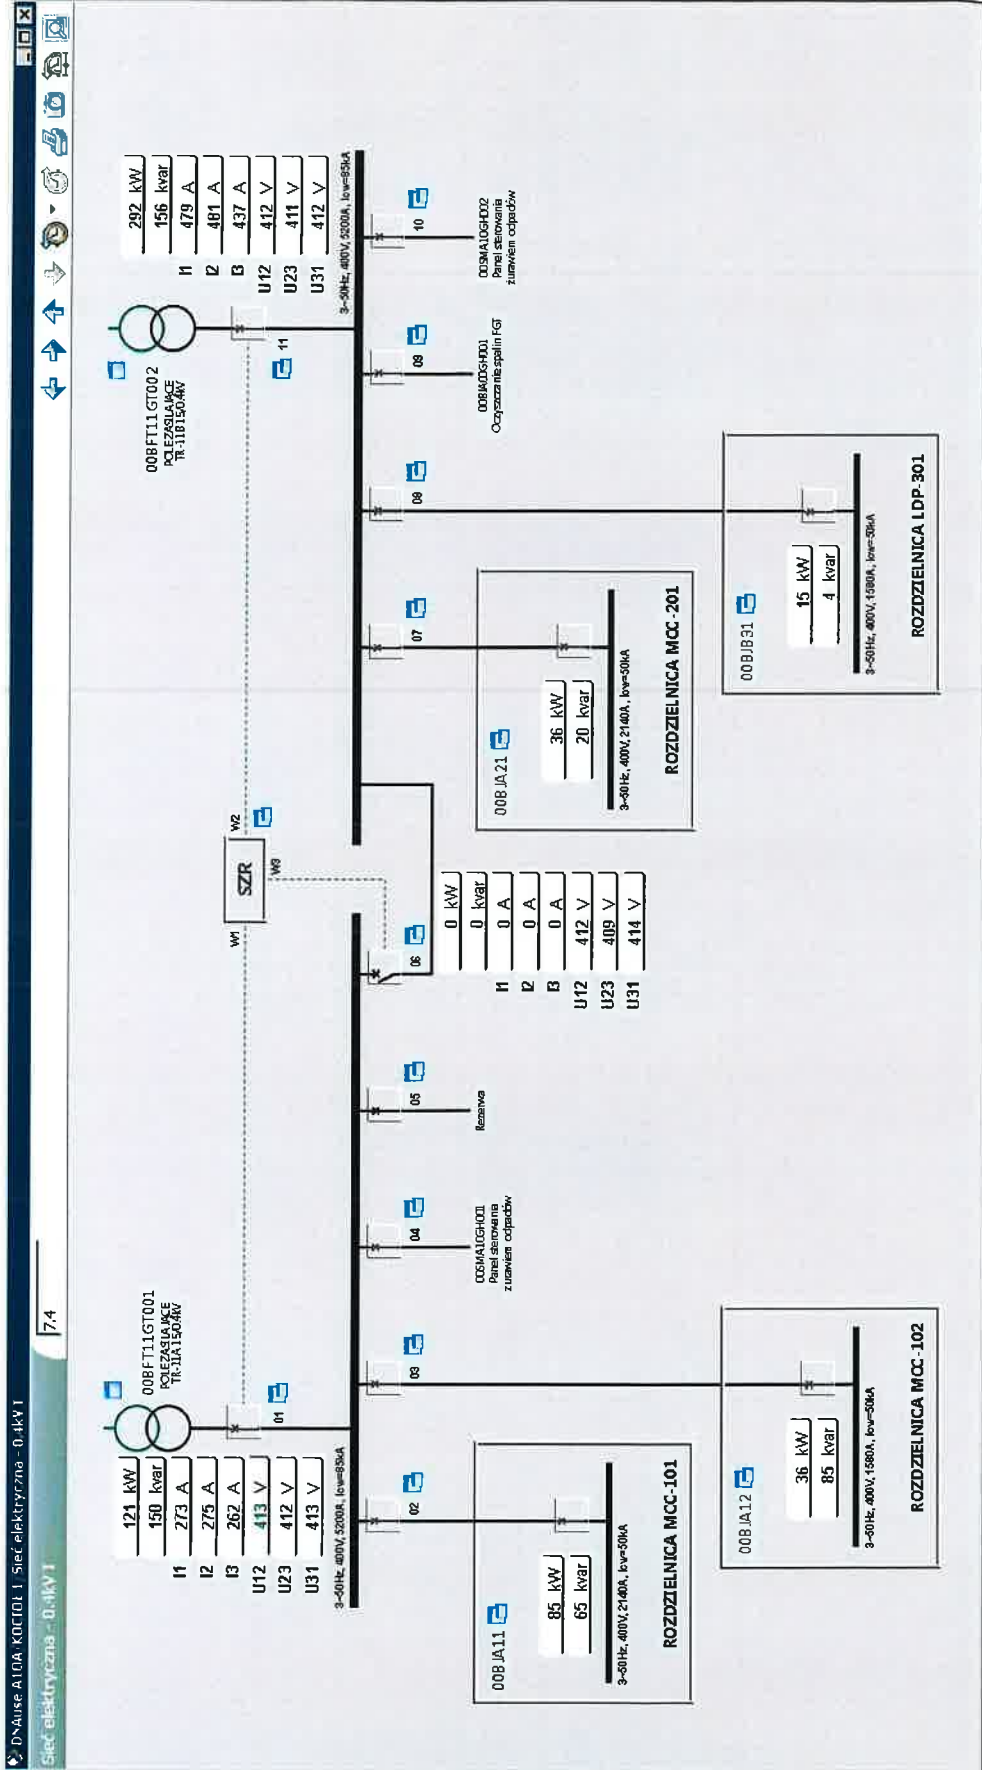 DNAuse A10A / KOCIOŁ 1 / Sieć elektryczna - 0.4kV 1
Sieć elektryczna - 0.4kV 1
7.4
121 kW
150 kvar
I1 273 A
I2 275 A
I3 262 A
U12 413 V
U23 412 V
U31 413 V
3~50Hz, 400V, 5200A, Icw=85kA
00BFT11GT001
POLE ZASILAJĄCE
TR-11A 15/0.4kV
01
W1
SZR
W2
W3
00BFT11GT002
POLE ZASILAJĄCE
TR-11B 15/0.4kV
11
292 kW
156 kvar
I1 479 A
I2 481 A
I3 437 A
U12 412 V
U23 411 V
U31 412 V
3~50Hz, 400V, 5200A, Icw=85kA
02
03
04
05
06
07
08
09
10
00SMA10GH001
Panel sterowania
żurawiem odpadów
Rezerwa
0 kW
0 kvar
I1 0 A
I2 0 A
I3 0 A
U12 412 V
U23 409 V
U31 414 V
00BJA00GH001
Oczyszczanie spalin FGT
00SMA10GH002
Panel sterowania
żurawiem odpadów
00BJA11
85 kW
65 kvar
3~50Hz, 400V, 2140A, Icw=50kA
ROZDZIELNICA MCC-101
00BJA21
36 kW
20 kvar
3~50Hz, 400V, 2140A, Icw=50kA
ROZDZIELNICA MCC-201
00BJA12
36 kW
85 kvar
3~50Hz, 400V, 1580A, Icw=50kA
ROZDZIELNICA MCC-102
00BJB31
15 kW
4 kvar
3~50Hz, 400V, 1580A, Icw=50kA
ROZDZIELNICA LDP-301